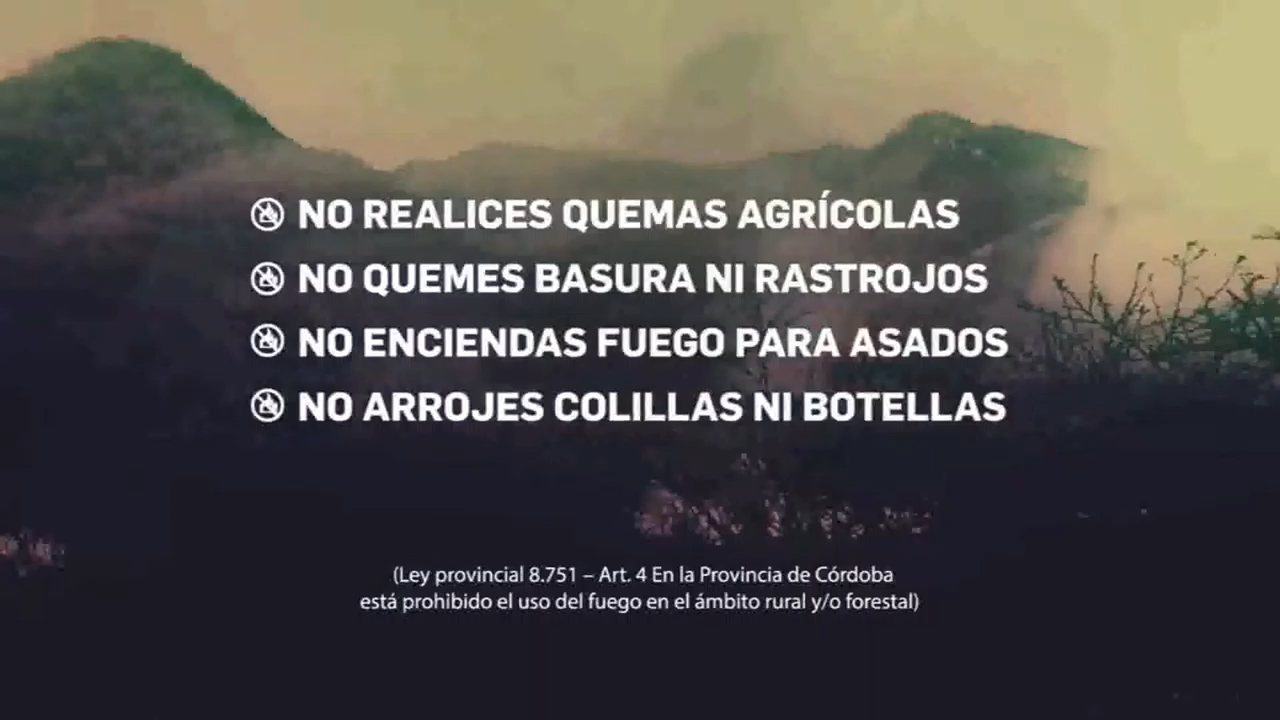 NO REALICES QUEMAS AGRÍCOLAS
NO QUEMES BASURA NI RASTROJOS
NO ENCIENDAS FUEGO PARA ASADOS
NO ARROJES COLILLAS NI BOTELLAS
(Ley provincial 8.751 – Art. 4 En la Provincia de Córdoba
está prohibido el uso del fuego en el ámbito rural y/o forestal)